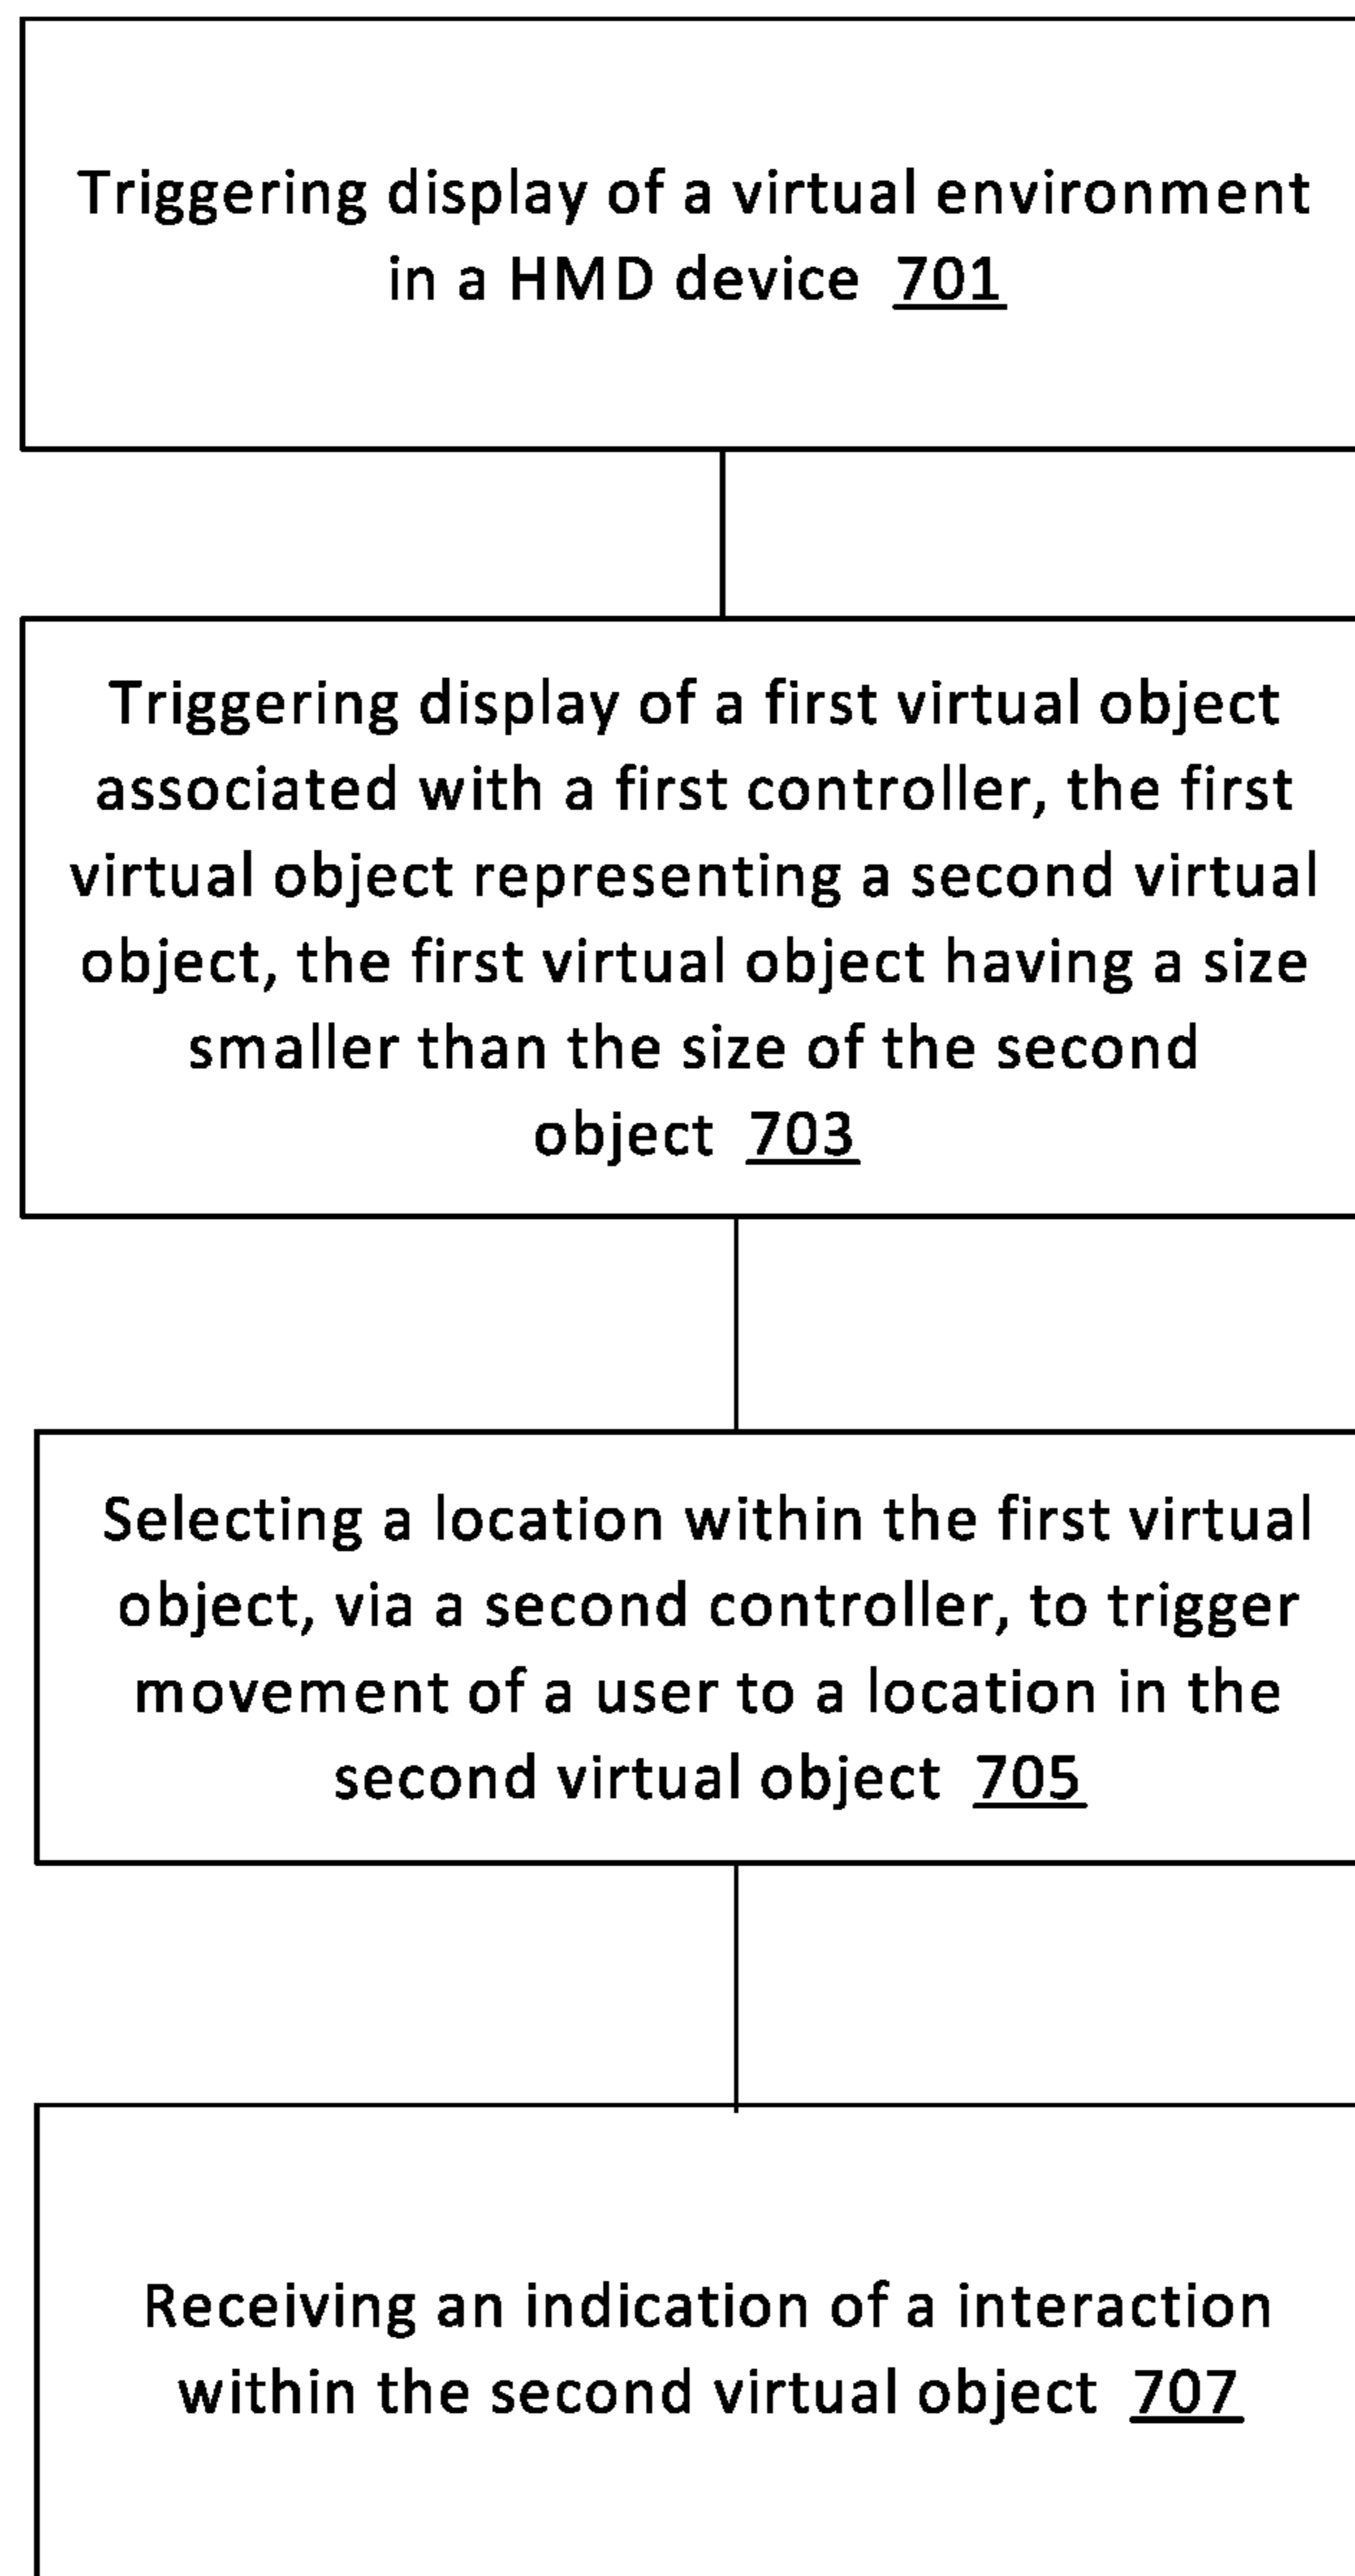 Triggering display of a virtual environment
in a HMD device 701
Triggering display of a first virtual object
associated with a first controller, the first
virtual object representing a second virtual
object, the first virtual object having a size
smaller than the size of the second
object 703
Selecting a location within the first virtual
object, via a second controller, to trigger
movement of a user to a location in the
second virtual object 705
Receiving an indication of a interaction
within the second virtual object 707